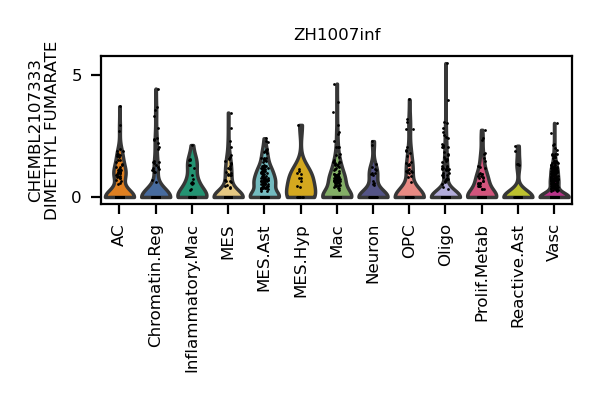 ZH1007inf
CHEMBL2107333
DIMETHYL FUMARATE
5
0
AC
Chromatin.Reg
Inflammatory.Mac
MES
MES.Ast
MES.Hyp
Mac
Neuron
OPC
Oligo
Prolif.Metab
Reactive.Ast
Vasc